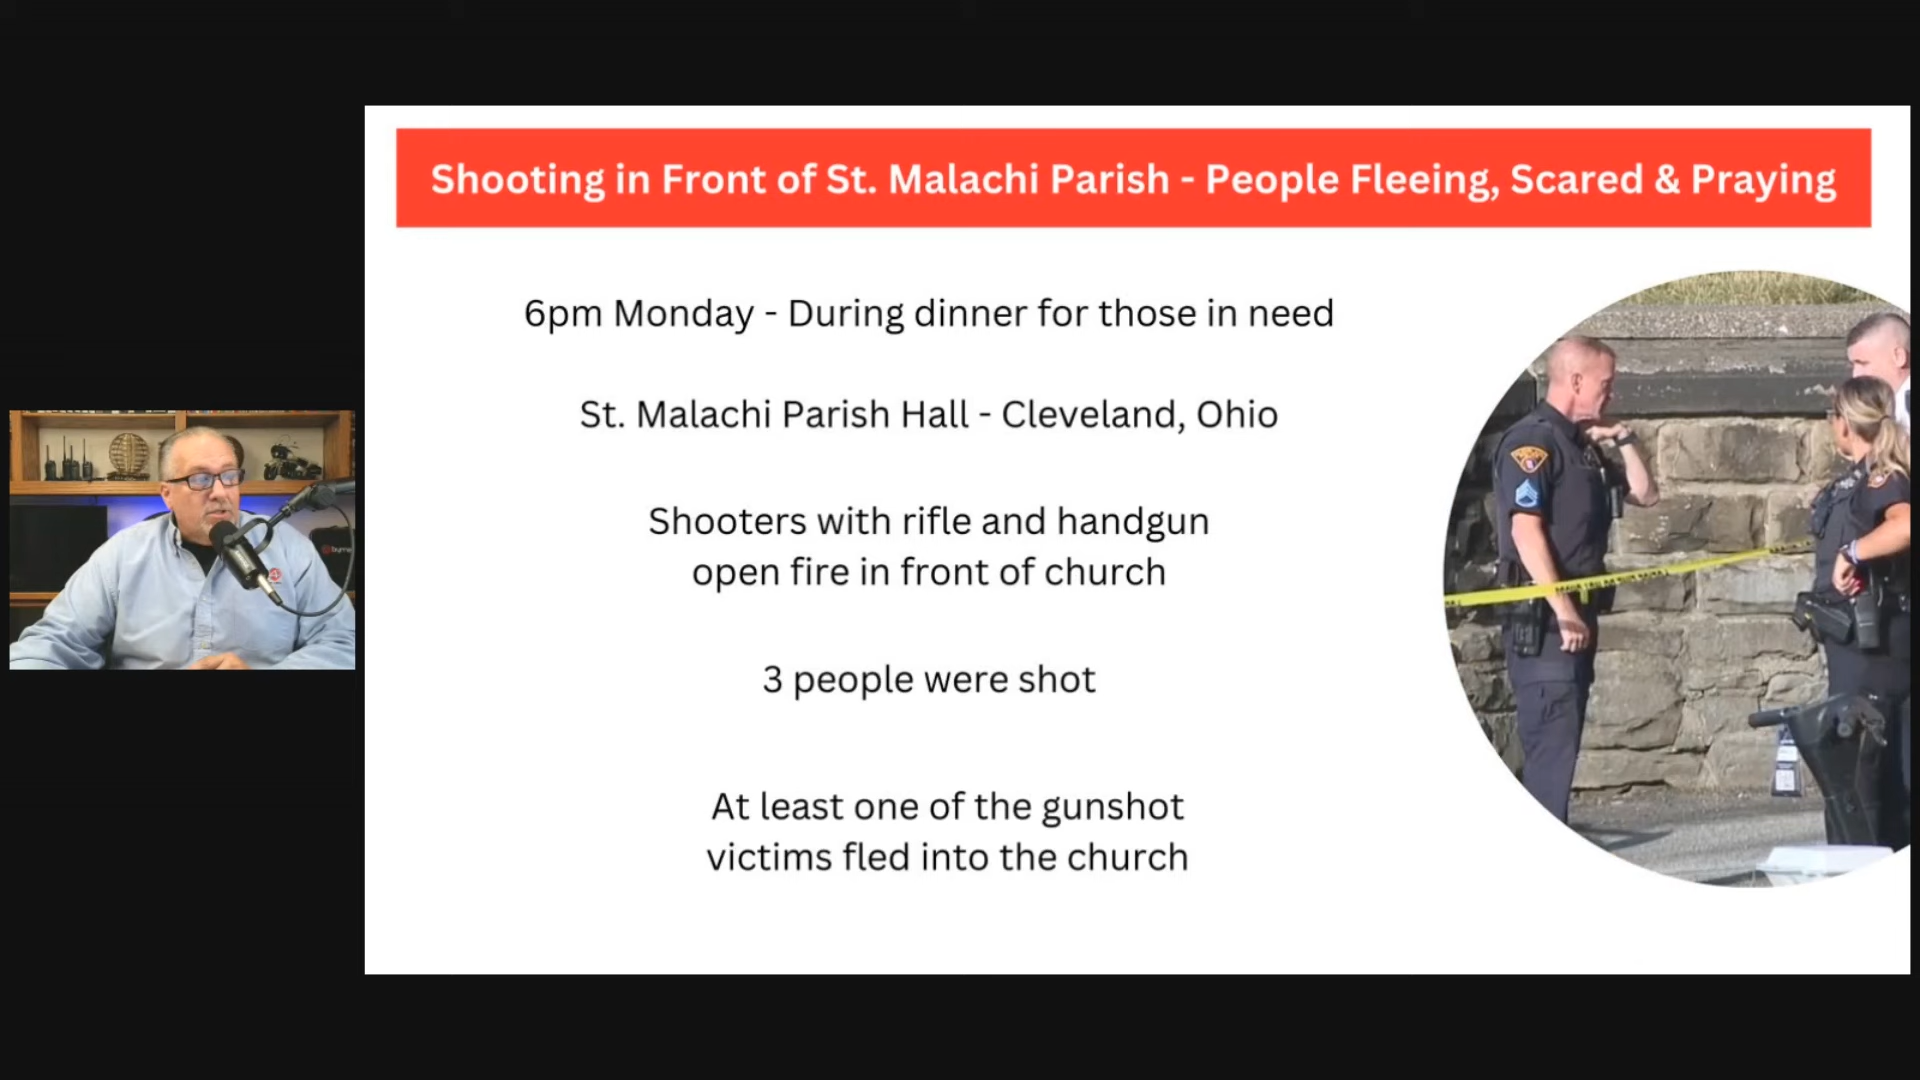 Shooting in Front of St. Malachi Parish - People Fleeing, Scared & Praying
6pm Monday - During dinner for those in need
St. Malachi Parish Hall - Cleveland, Ohio
Shooters with rifle and handgun
open fire in front of church
3 people were shot
At least one of the gunshot
victims fled into the church